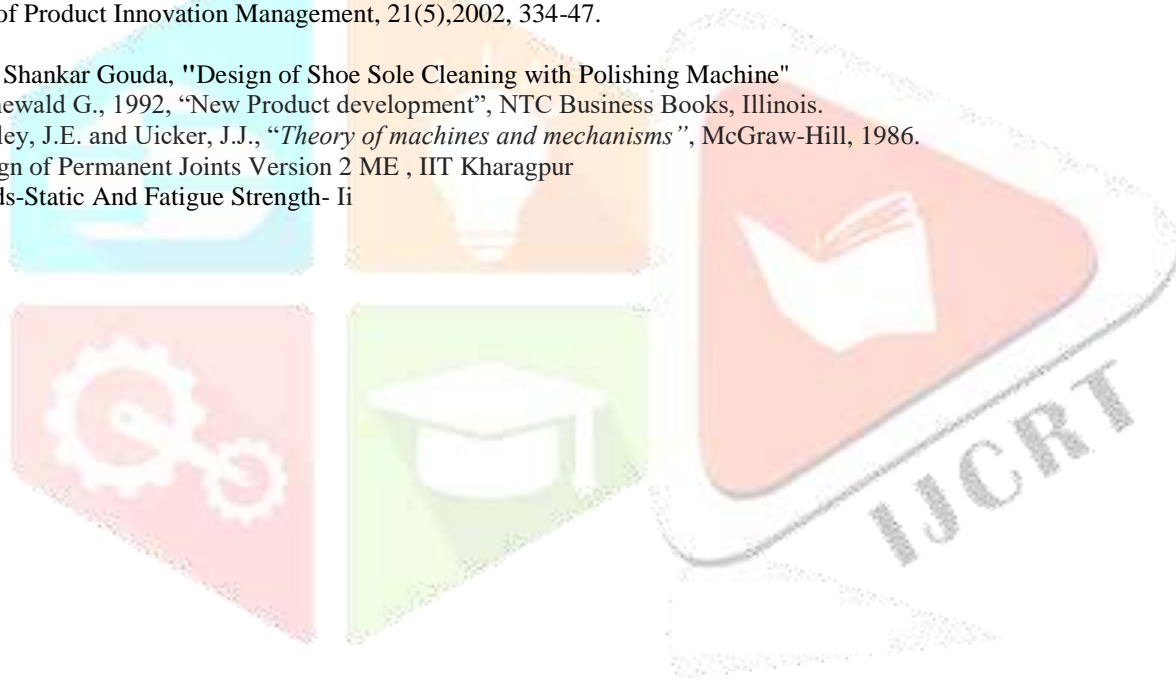 of Product Innovation Management, 21(5),2002, 334-47.
Shankar Gouda, "Design of Shoe Sole Cleaning with Polishing Machine"
ewald G., 1992, “New Product development”, NTC Business Books, Illinois.
ley, J.E. and Uicker, J.J., “Theory of machines and mechanisms”, McGraw-Hill, 1986.
gn of Permanent Joints Version 2 ME , IIT Kharagpur
ds-Static And Fatigue Strength- Ii
IJCRT